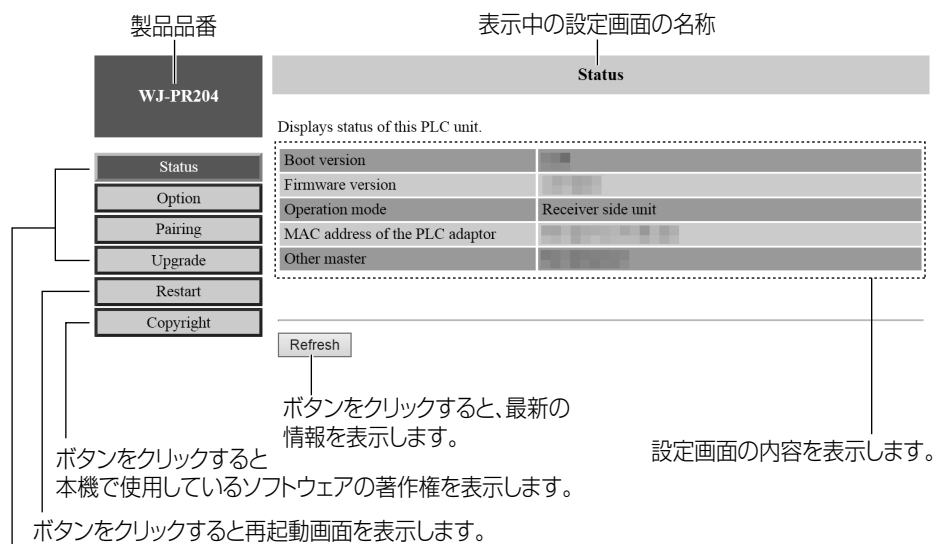 製品品番
表示中の設定画面の名称
WJ-PR204
Status
Displays status of this PLC unit.
Status
Option
Pairing
Upgrade
Restart
Copyright
Boot version
Firmware version
Operation mode Receiver side unit
MAC address of the PLC adaptor
Other master
Refresh
ボタンをクリックすると、最新の
情報を表示します。
設定画面の内容を表示します。
ボタンをクリックすると
本機で使用しているソフトウェアの著作権を表示します。
ボタンをクリックすると再起動画面を表示します。